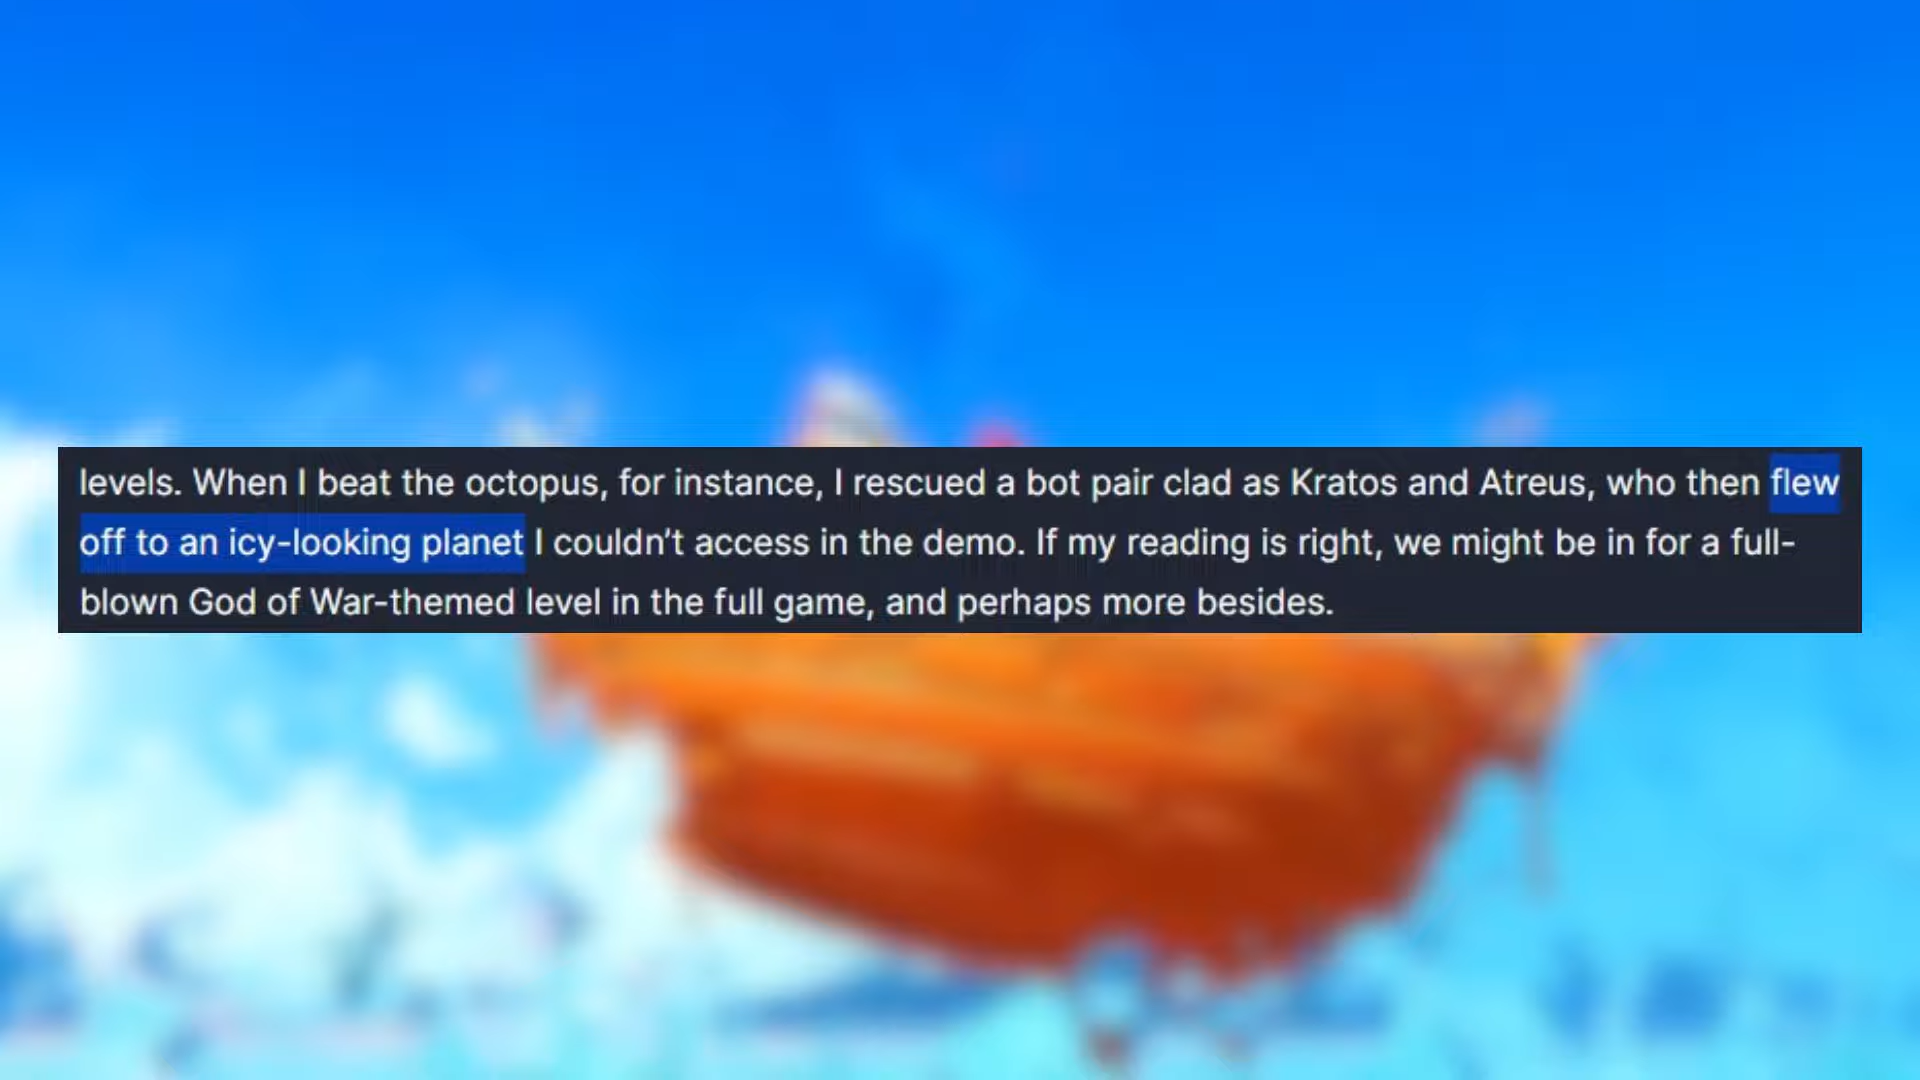 levels. When I beat the octopus, for instance, I rescued a bot pair clad as Kratos and Atreus, who then flew
off to an icy-looking planet I couldn’t access in the demo. If my reading is right, we might be in for a full-
blown God of War-themed level in the full game, and perhaps more besides.